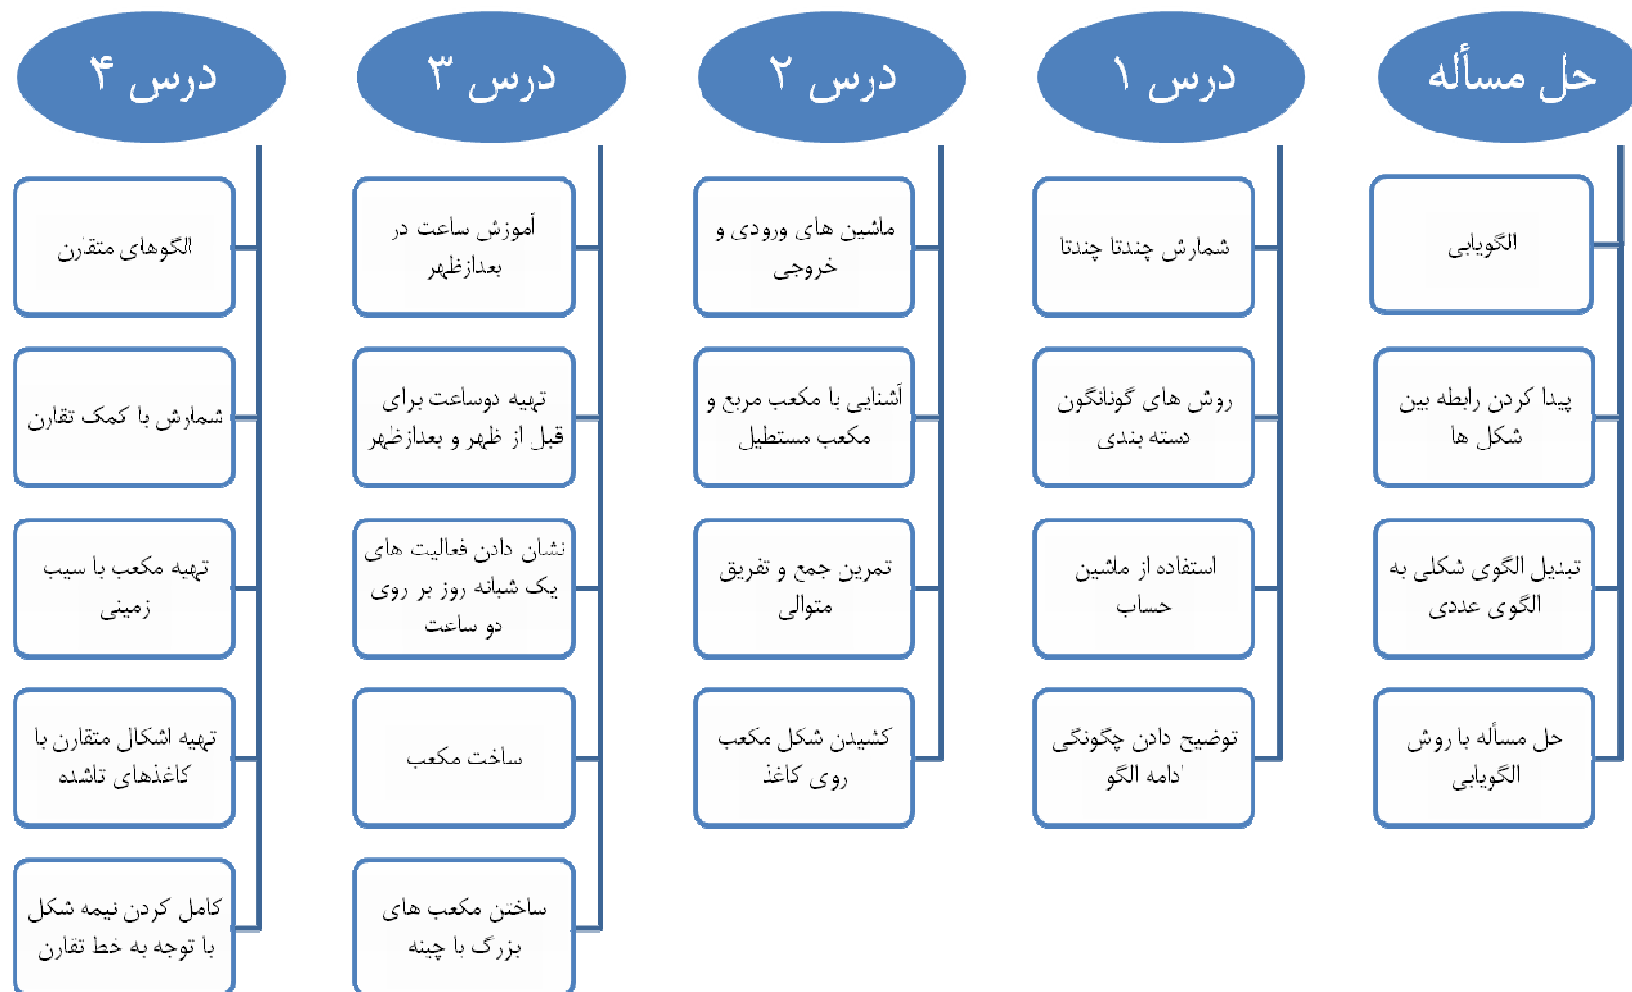 حل مسأله
الگویابی
پیدا کردن رابطه بین
شکل ها
تبدیل الگوی شکلی به
الگوی عددی
حل مسأله با روش
الگویابی
درس ۱
شمارش چندتا چندتا
روش های گوناگون
دسته بندی
استفاده از ماشین
حساب
توضیح دادن چگونگی
ادامه الگو
درس ۲
ماشین های ورودی و
خروجی
آشنایی با مکعب مربع و
مکعب مستطیل
تمرین جمع و تفریق
متوالی
کشیدن شکل مکعب
روی کاغذ
درس ۳
آموزش ساعت در
بعدازظهر
تهیه دوساعت برای
قبل از ظهر و بعدازظهر
نشان دادن فعالیت های
یک شبانه روز بر روی
دو ساعت
ساخت مکعب
ساختن مکعب های
بزرگ با چینه
درس ۴
الگوهای متقارن
شمارش با کمک تقارن
تهیه مکعب با سیب
زمینی
تهیه اشکال متقارن با
کاغذهای تاشده
کامل کردن نیمه شکل
با توجه به خط تقارن